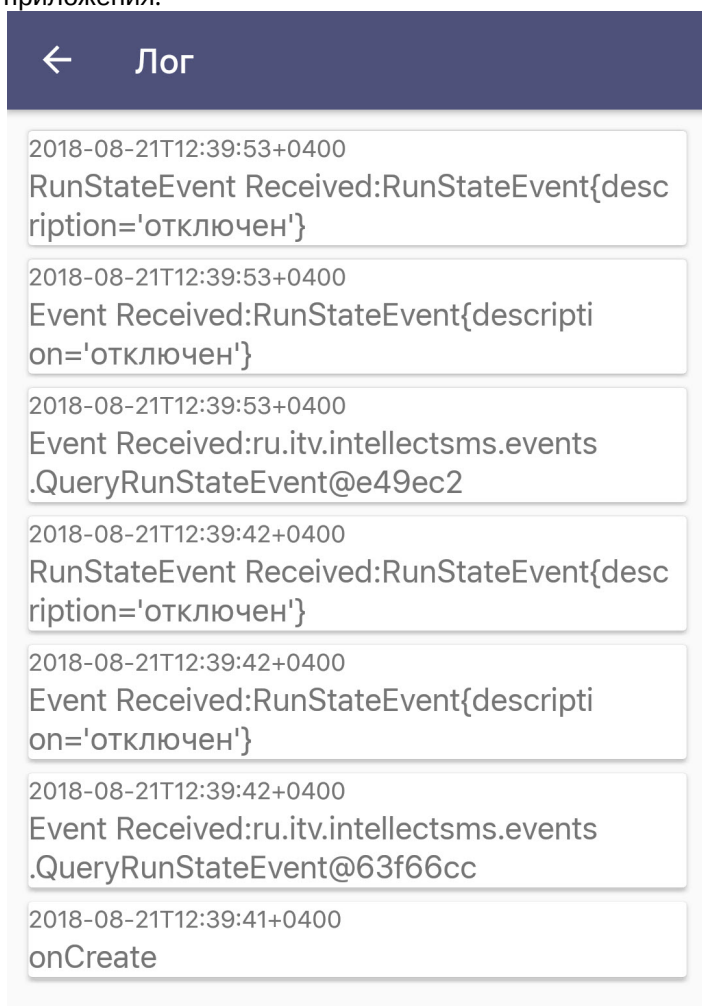 приложения.
Лог
2018-08-21T12:39:53+0400
RunStateEvent Received:RunStateEvent{desc
ription='отключен'}
2018-08-21T12:39:53+0400
Event Received:RunStateEvent{descripti
on='отключен'}
2018-08-21T12:39:53+0400
Event Received:ru.itv.intellectsms.events
.QueryRunStateEvent@e49ec2
2018-08-21T12:39:42+0400
RunStateEvent Received:RunStateEvent{desc
ription='отключен'}
2018-08-21T12:39:42+0400
Event Received:RunStateEvent{descripti
on='отключен'}
2018-08-21T12:39:42+0400
Event Received:ru.itv.intellectsms.events
.QueryRunStateEvent@63f66cc
2018-08-21T12:39:41+0400
onCreate